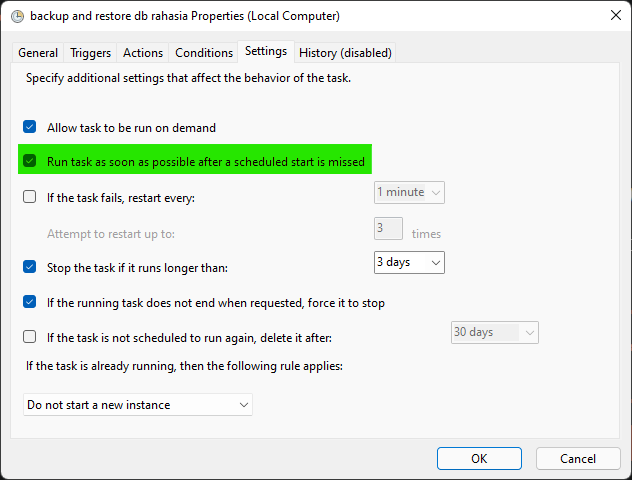 backup and restore db rahasia Properties (Local Computer)
General Triggers Actions Conditions Settings History (disabled)
Specify additional settings that affect the behavior of the task.
Allow task to be run on demand
Run task as soon as possible after a scheduled start is missed
If the task fails, restart every: 1 minute
Attempt to restart up to: 3 times
Stop the task if it runs longer than: 3 days
If the running task does not end when requested, force it to stop
If the task is not scheduled to run again, delete it after: 30 days
If the task is already running, then the following rule applies:
Do not start a new instance
OK Cancel